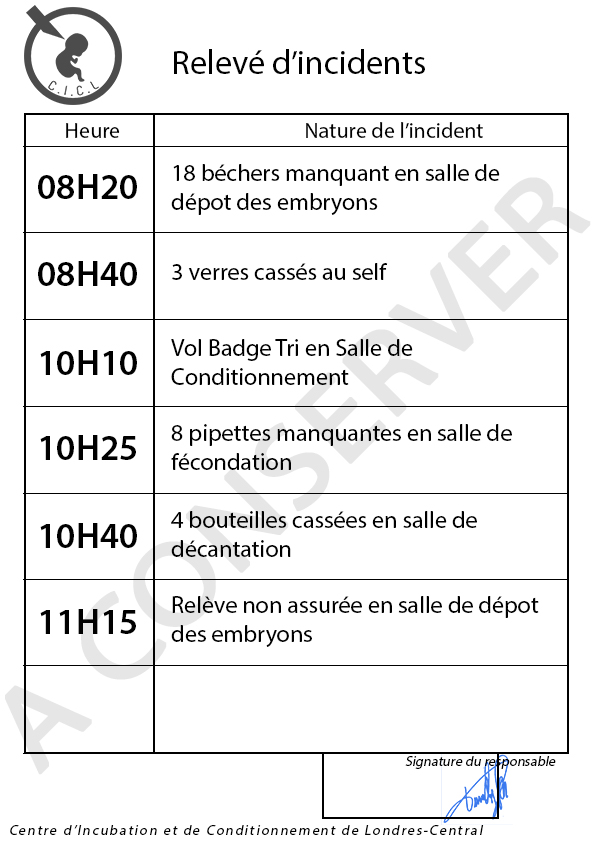 C.I.C.L
Relevé d’incidents
Heure
Nature de l’incident
08H20
18 béchers manquant en salle de
dépot des embryons
08H40
3 verres cassés au self
10H10
Vol Badge Tri en Salle de
Conditionnement
10H25
8 pipettes manquantes en salle de
fécondation
10H40
4 bouteilles cassées en salle de
décantation
11H15
Relève non assurée en salle de dépot
des embryons
A CONSERVER
Signature du responsable
Centre d’Incubation et de Conditionnement de Londres-Central